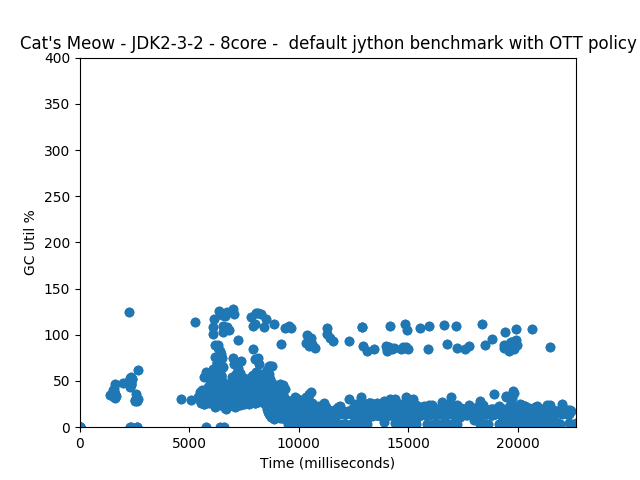 Cat's Meow - JDK2-3-2 - 8core -  default jython benchmark with OTT policy
400
350
300
250
200
150
100
50
0
GC Util %
0 5000 10000 15000 20000
Time (milliseconds)